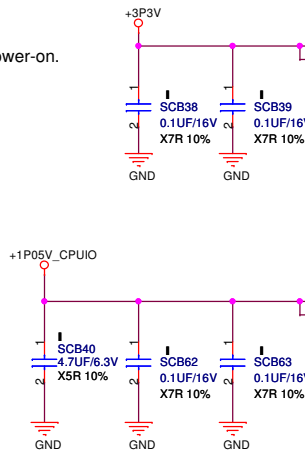 +3P3V
ower-on.
1
SCB38
0.1UF/16V
2
X7R 10%
GND
1
SCB39
0.1UF/16V
2
X7R 10%
GND
+1P05V_CPUIO
1
SCB40
4.7UF/6.3V
2
X5R 10%
GND
1
SCB62
0.1UF/16V
2
X7R 10%
GND
1
SCB63
0.1UF/16V
2
X7R 10%
GND